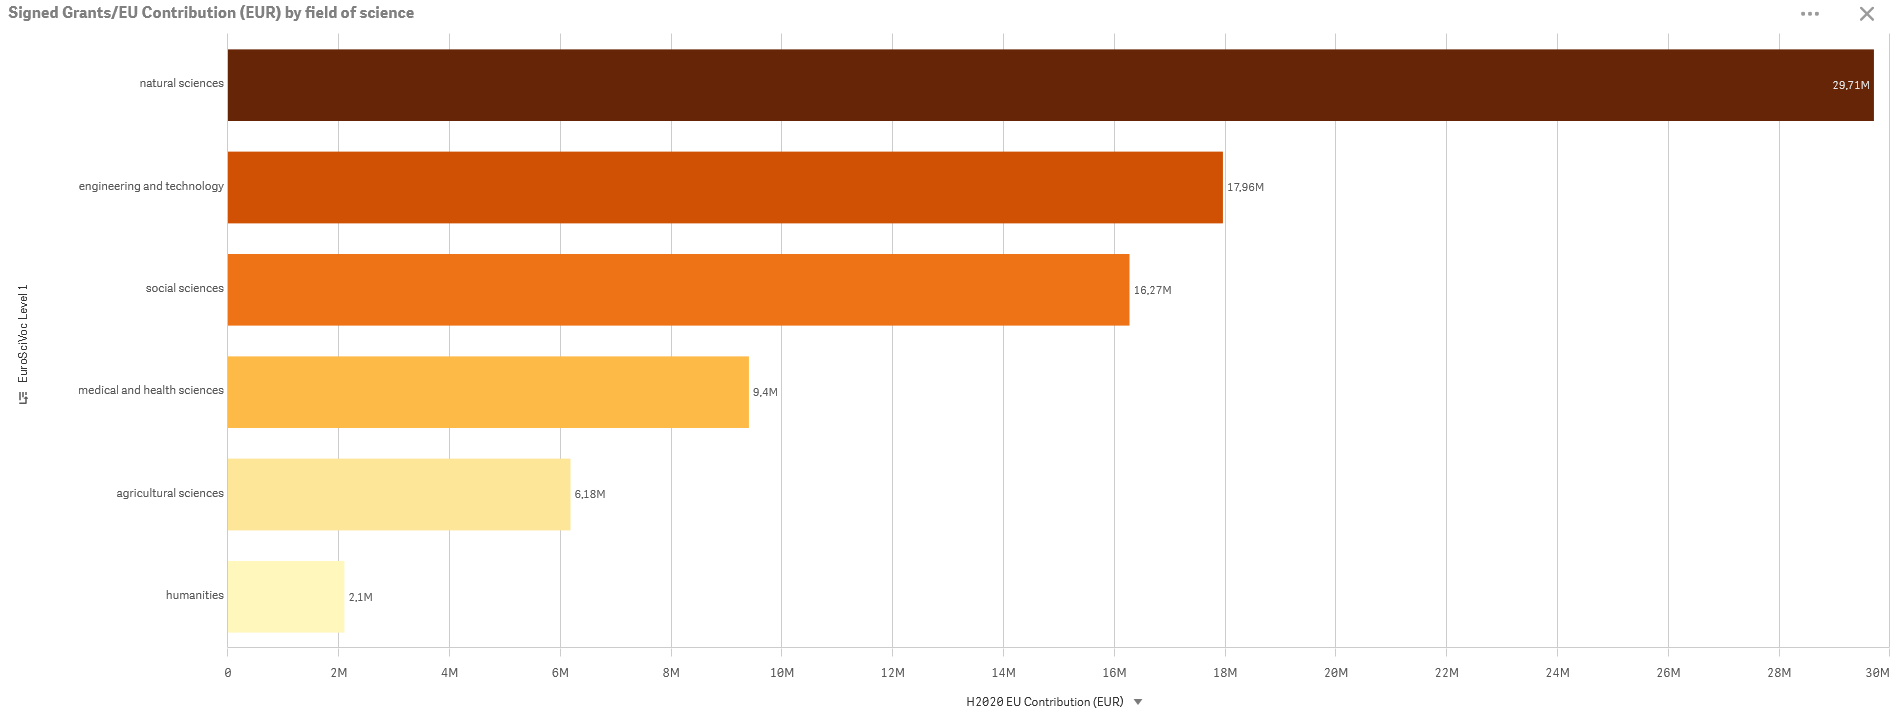 Signed Grants/EU Contribution (EUR) by field of science
EuroSciVoc Level 1
natural sciences
29,71M
engineering and technology
17,96M
social sciences
16,27M
medical and health sciences
9,4M
agricultural sciences
6,18M
humanities
2,1M
0 2M 4M 6M 8M 10M 12M 14M 16M 18M 20M 22M 24M 26M 28M 30M
H2020 EU Contribution (EUR)